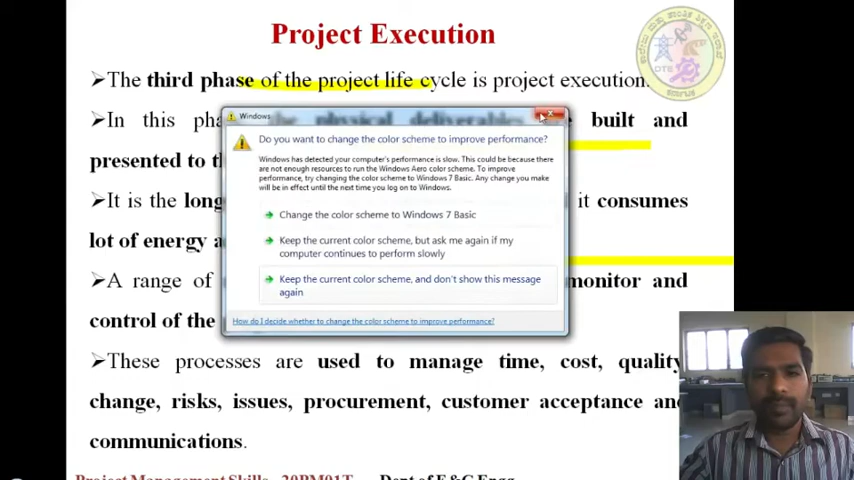 Project Execution
➢The third phase of the project life cycle is project execution.
➢In this pha the physical deliverables e built and
presented to th
➢It is the long it consumes
lot of energy a
➢A range of monitor and
control of the
➢These processes are used to manage time, cost, quality,
change, risks, issues, procurement, customer acceptance and
communications.
Project Management Skills - 20PM01T Dept of E&C Engg
Windows
Do you want to change the color scheme to improve performance?
Windows has detected your computer's performance is slow. This could be because there
are not enough resources to run the Windows Aero color scheme. To improve
performance, try changing the color scheme to Windows 7 Basic. Any change you make
will be in effect until the next time you log on to Windows.
Change the color scheme to Windows 7 Basic
Keep the current color scheme, but ask me again if my
computer continues to perform slowly
Keep the current color scheme, and don't show this message
again
How do I decide whether to change the color scheme to improve performance?
DTE